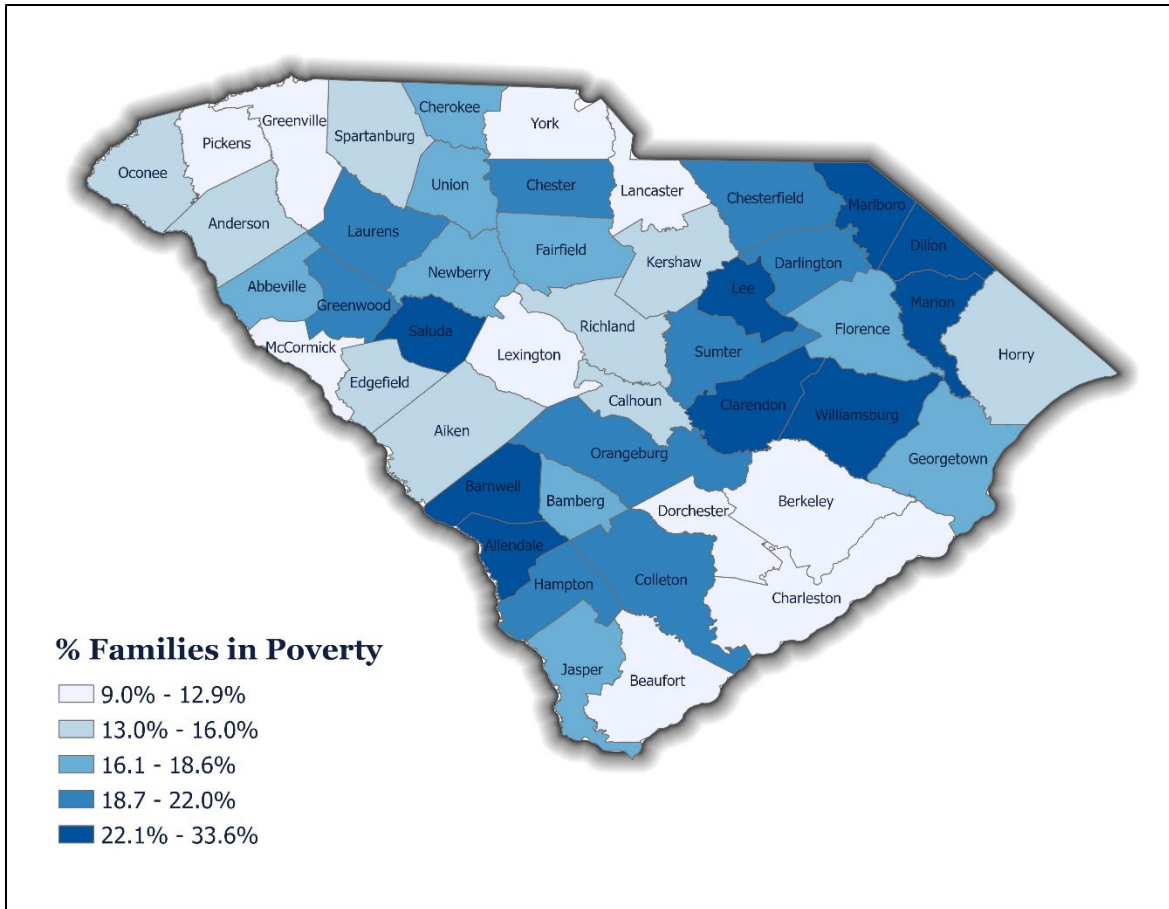 Cherokee
Greenville
York
Spartanburg
Pickens
Oconee
Union
Chester
Lancaster
Chesterfield
Marlboro
Anderson
Laurens
Fairfield
Dillon
Kershaw
Darlington
Newberry
Abbeville
Lee
Greenwood
Marion
Saluda
Richland
Florence
McCormick
Lexington
Sumter
Horry
Edgefield
Calhoun
Clarendon
Williamsburg
Aiken
Orangeburg
Georgetown
Barnwell
Bamberg
Dorchester
Berkeley
Allendale
Hampton
Colleton
Charleston
Jasper
Beaufort
% Families in Poverty
9.0% - 12.9%
13.0% - 16.0%
16.1 - 18.6%
18.7 - 22.0%
22.1% - 33.6%